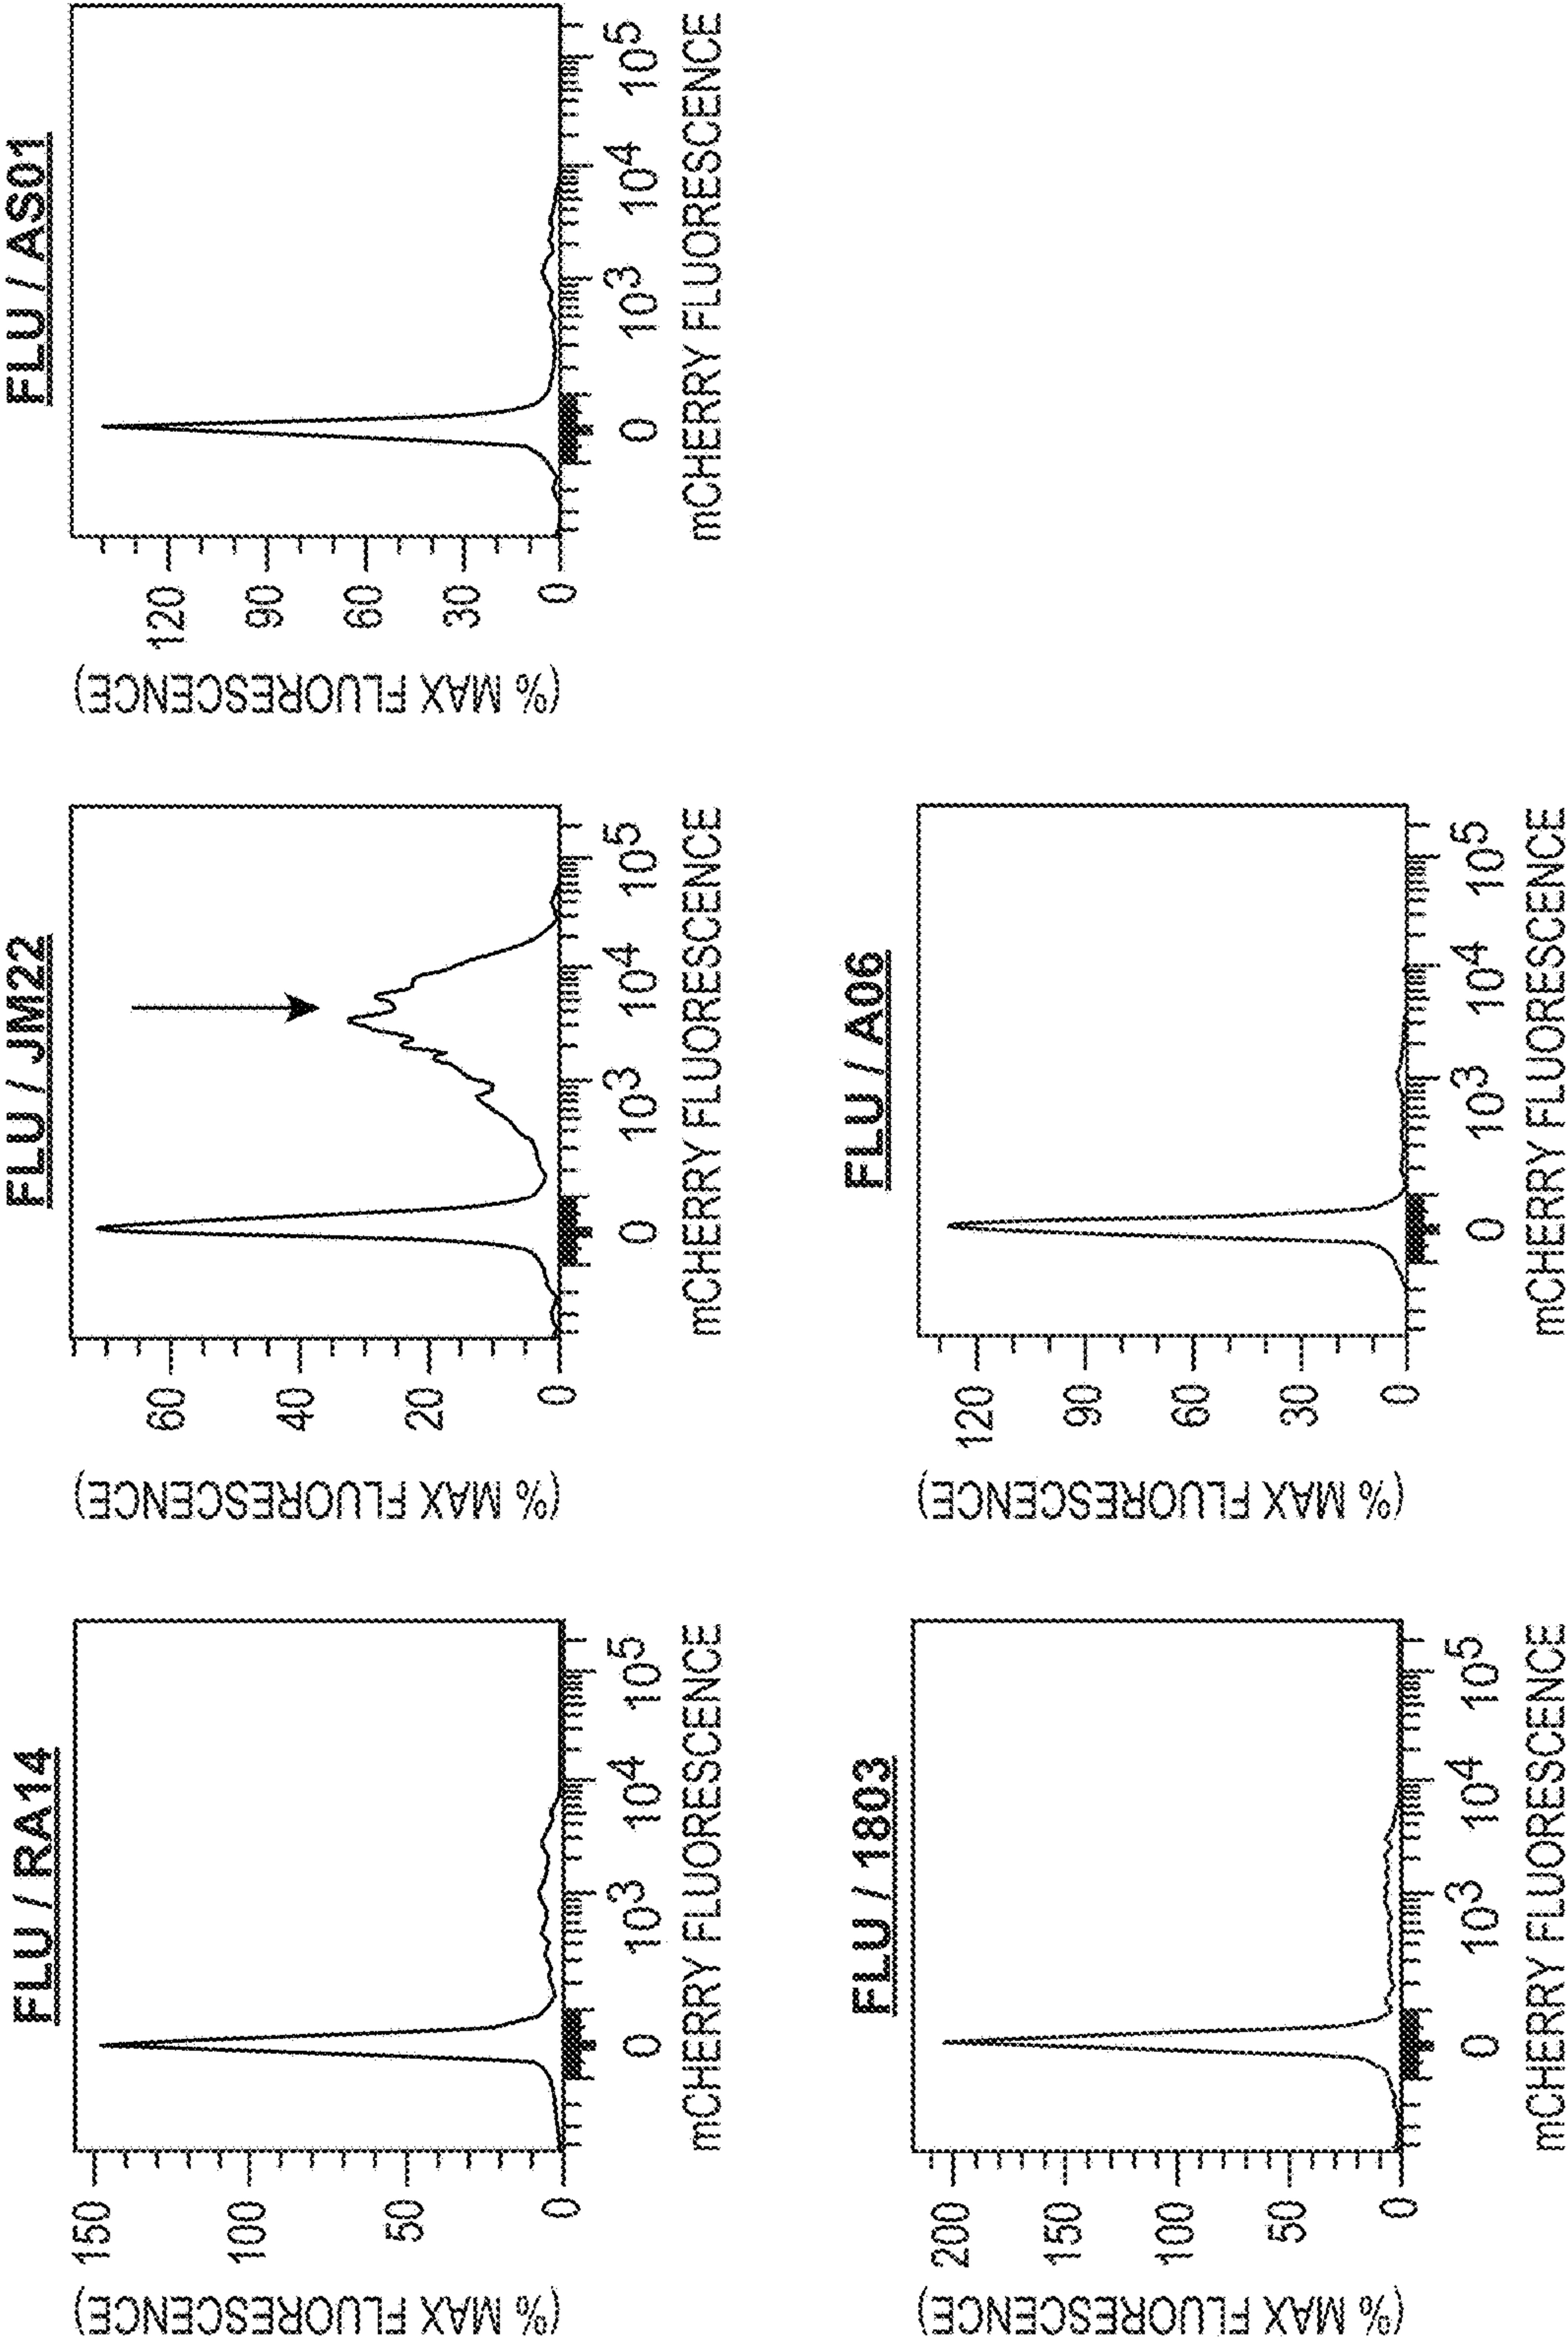 FLU / RA14
(% MAX FLUORESCENCE)
150
100
50
0
0 10³ 10⁴ 10⁵
mCHERRY FLUORESCENCE
FLU / JM22
(% MAX FLUORESCENCE)
60
40
20
0
0 10³ 10⁴ 10⁵
mCHERRY FLUORESCENCE
FLU / AS01
(% MAX FLUORESCENCE)
120
90
60
30
0
0 10³ 10⁴ 10⁵
mCHERRY FLUORESCENCE
FLU / 1803
(% MAX FLUORESCENCE)
200
150
100
50
0
0 10³ 10⁴ 10⁵
mCHERRY FLUORESCENCE
FLU / A06
(% MAX FLUORESCENCE)
120
90
60
30
0
0 10³ 10⁴ 10⁵
mCHERRY FLUORESCENCE